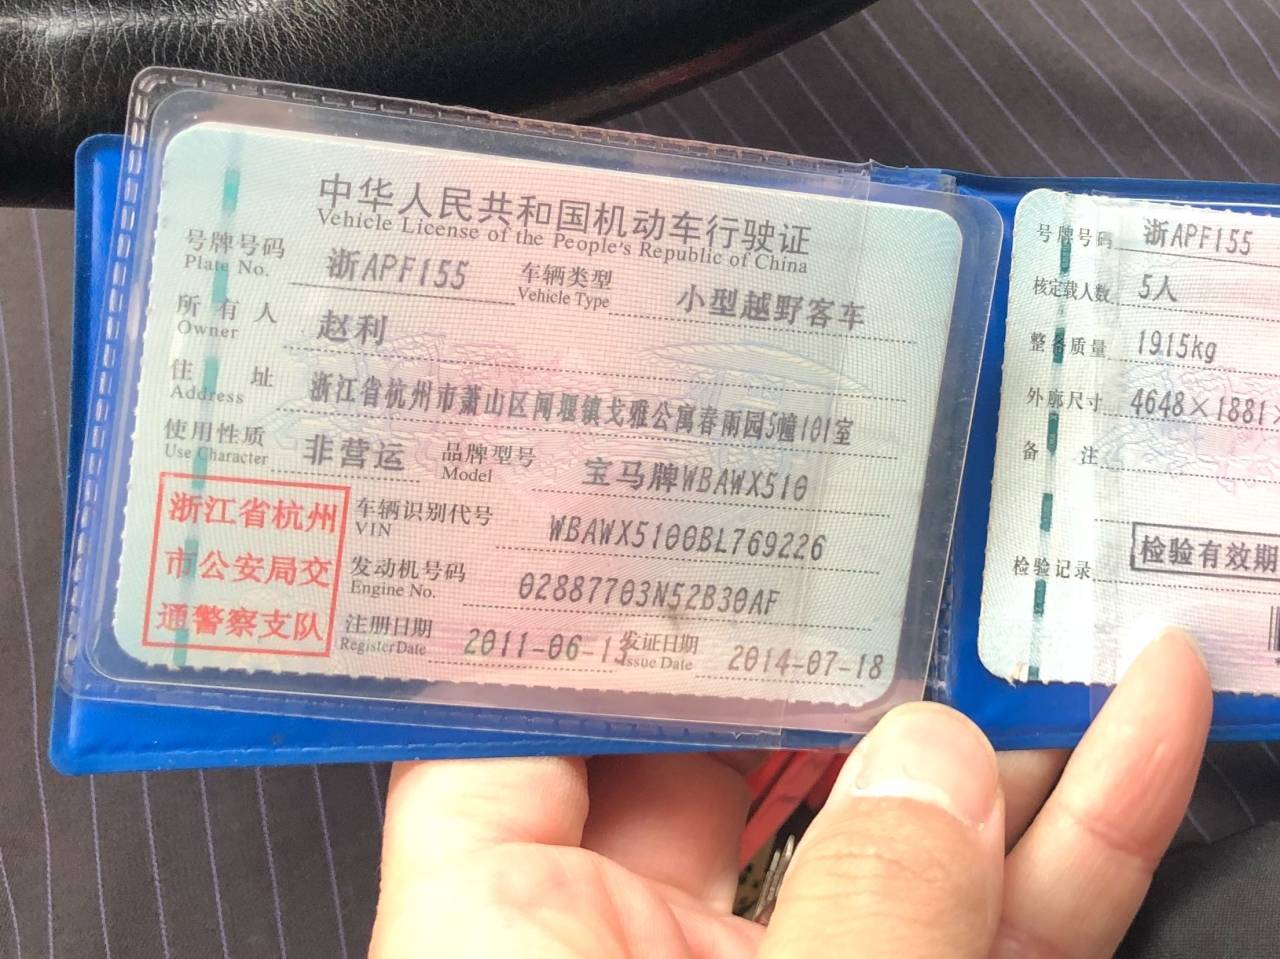 中华人民共和国机动车行驶证
Vehicle License of the People's Republic of China
号牌号码 浙APF155 车辆类型 小型越野客车
Plate No. Vehicle Type
所有人 赵利
Owner
住址 浙江省杭州市萧山区闻堰镇戈雅公寓春雨园5幢101室
Address
使用性质 非营运 品牌型号 宝马牌WBAWX510
Use Character Model
浙江省杭州
市公安局交
通警察支队
车辆识别代号 WBAWX5100BL769226
VIN
发动机号码 02887703N52B30AF
Engine No.
注册日期 2011-06-13 发证日期 2014-07-18
Register Date Issue Date
号牌号码 浙APF155
核定载人数 5人
整备质量 1915kg
外廓尺寸 4648×1881×
备注
检验记录 检验有效期